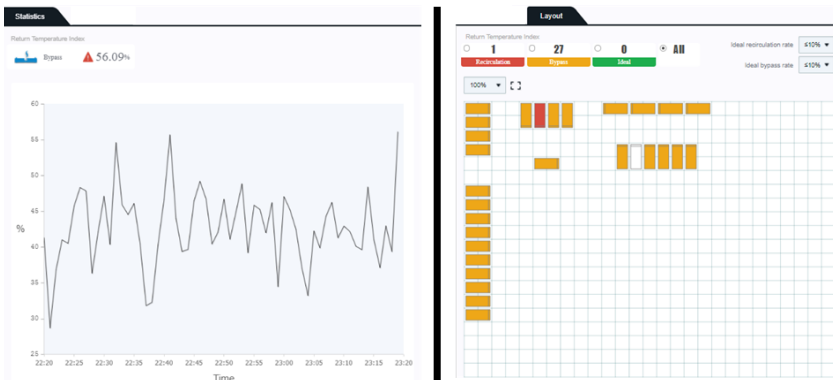 Statistics
Return Temperature Index
Bypass
56.09%
60
55
50
45
%
40
35
30
25
22:20 22:25 22:30 22:35 22:40 22:45 22:50 22:55 23:00 23:05 23:10 23:15 23:20
Time
Layout
Return Temperature Index
1 27 0 All
Recirculation Bypass Ideal
Ideal recirculation rate ≤10%
Ideal bypass rate ≤10%
100%